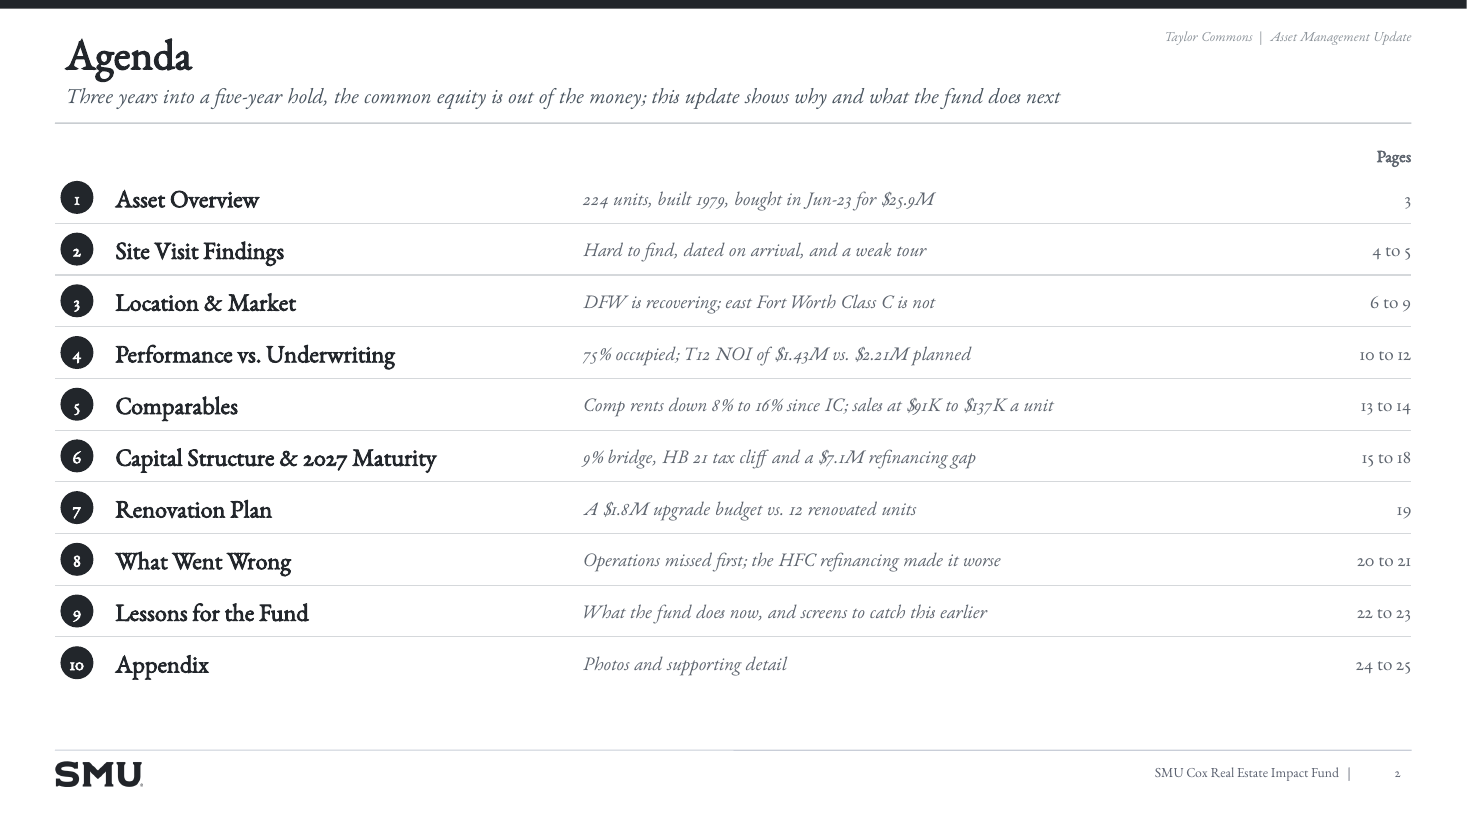 Taylor Commons | Asset Management Update
Agenda
Three years into a five-year hold, the common equity is out of the money; this update shows why and what the fund does next
Pages
1 Asset Overview 224 units, built 1979, bought in Jun-23 for $25.9M 3
2 Site Visit Findings Hard to find, dated on arrival, and a weak tour 4 to 5
3 Location & Market DFW is recovering; east Fort Worth Class C is not 6 to 9
4 Performance vs. Underwriting 75% occupied; T12 NOI of $1.43M vs. $2.21M planned 10 to 12
5 Comparables Comp rents down 8% to 16% since IC; sales at $91K to $137K a unit 13 to 14
6 Capital Structure & 2027 Maturity 9% bridge, HB 21 tax cliff and a $7.1M refinancing gap 15 to 18
7 Renovation Plan A $1.8M upgrade budget vs. 12 renovated units 19
8 What Went Wrong Operations missed first; the HFC refinancing made it worse 20 to 21
9 Lessons for the Fund What the fund does now, and screens to catch this earlier 22 to 23
10 Appendix Photos and supporting detail 24 to 25
SMU
SMU Cox Real Estate Impact Fund | 2